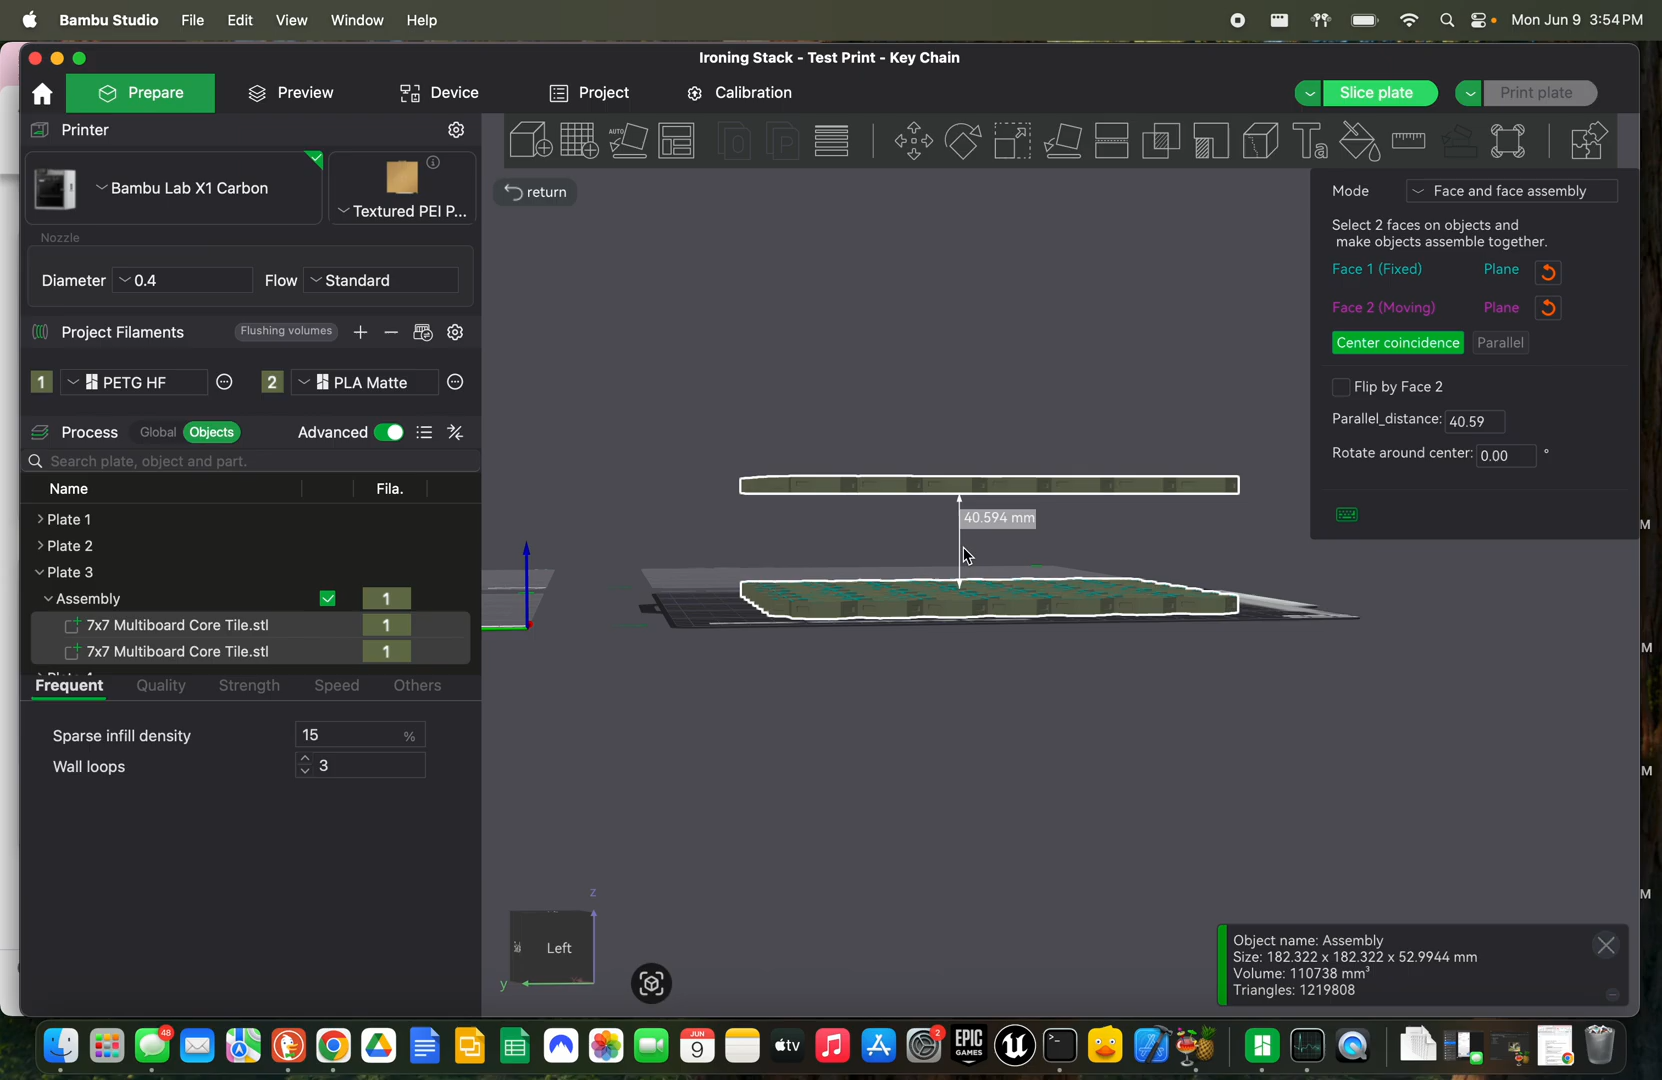 Bambu Studio File Edit View Window Help Mon Jun 9 3:54 PM
Ironing Stack - Test Print - Key Chain
Prepare Preview Device Project Calibration Slice plate Print plate
Printer
Bambu Lab X1 Carbon
Textured PEI P...
return
Nozzle
Diameter 0.4 Flow Standard
Project Filaments Flushing volumes
1 PETG HF 2 PLA Matte
Process Global Objects Advanced
Search plate, object and part.
Name Fila.
Plate 1
Plate 2
Plate 3
Assembly 1
7x7 Multiboard Core Tile.stl 1
7x7 Multiboard Core Tile.stl 1
Frequent Quality Strength Speed Others
Sparse infill density 15 %
Wall loops 3
AUTO
Mode Face and face assembly
Select 2 faces on objects and
make objects assemble together.
Face 1 (Fixed) Plane
Face 2 (Moving) Plane
Center coincidence Parallel
Flip by Face 2
Parallel_distance: 40.59
Rotate around center: 0.00 °
40.594 mm
z
Left
y
M
M
M
M
Object name: Assembly
Size: 182.322 x 182.322 x 52.9944 mm
Volume: 110738 mm³
Triangles: 1219808
48
JUN
9
tv
2
EPIC
GAMES